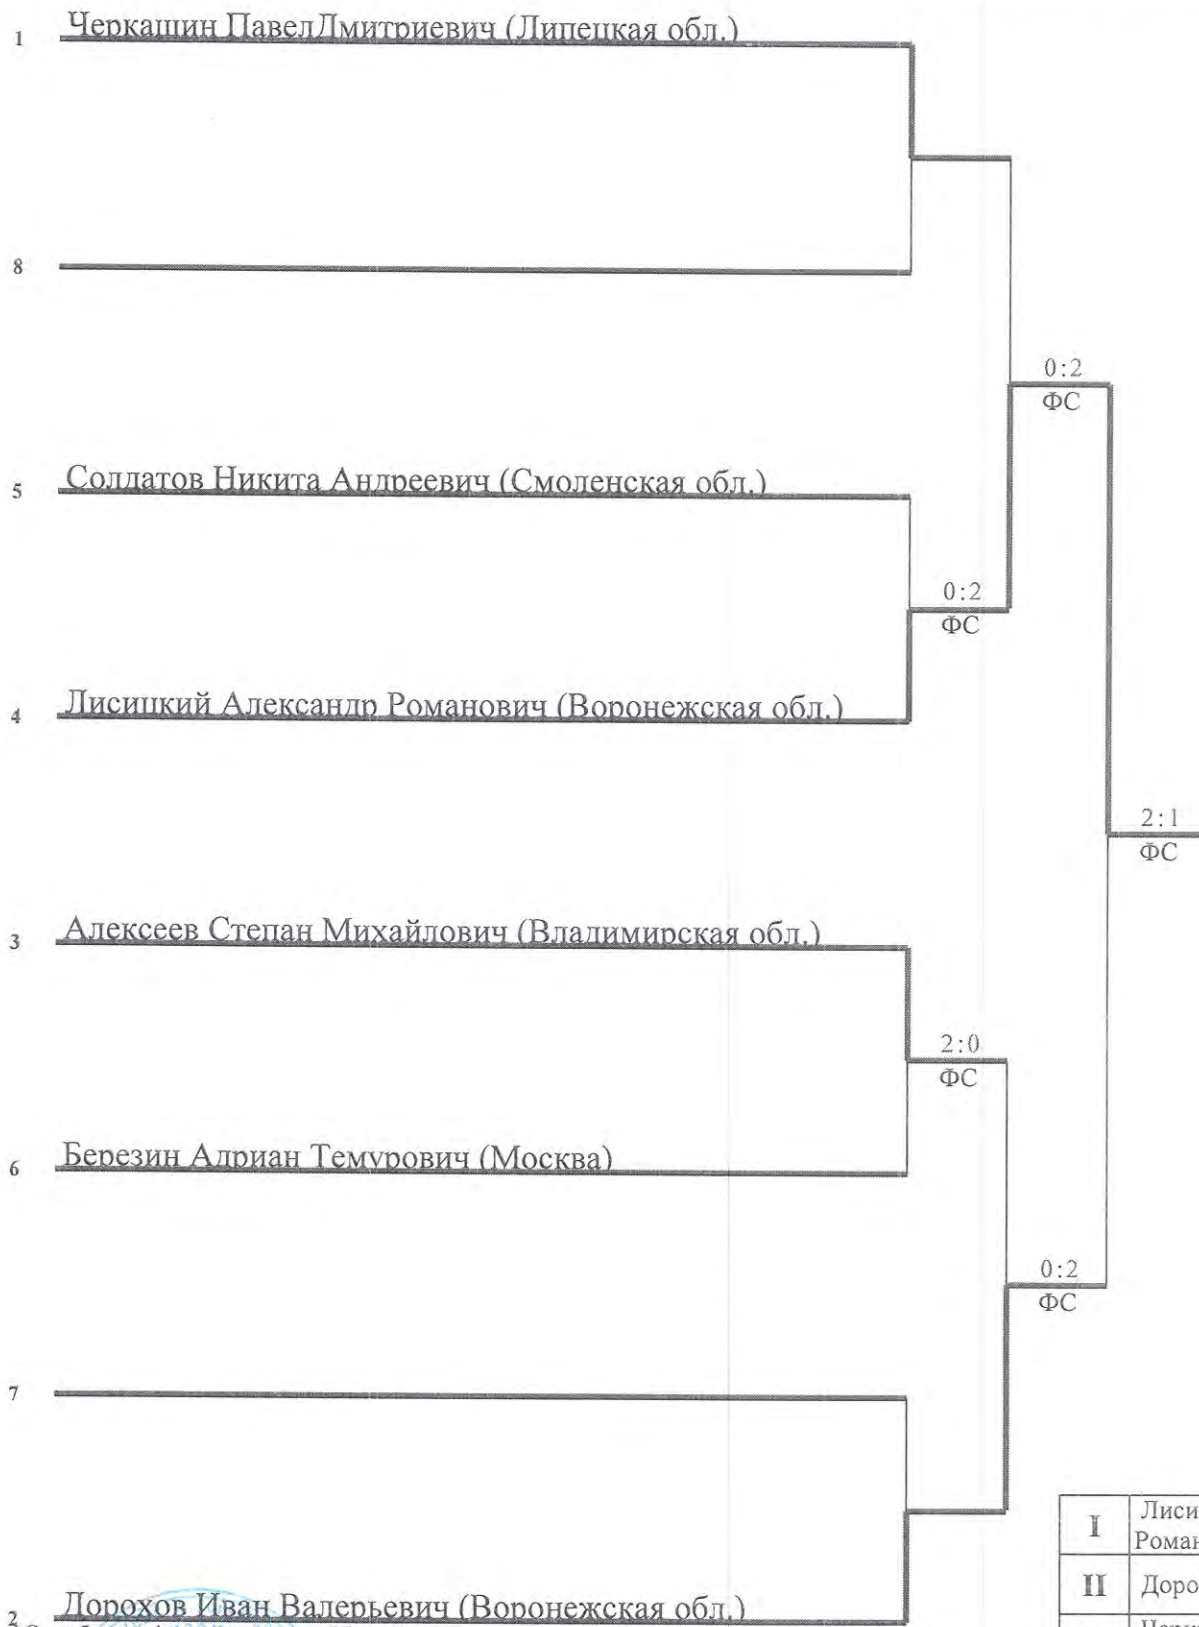 1 Черкашин ПавелДмитриевич (Липецкая обл.)
8
0:2
ФС
5 Солдатов Никита Андреевич (Смоленская обл.)
0:2
ФС
4 Лисицкий Александр Романович (Воронежская обл.)
2:1
ФС
3 Алексеев Степан Михайлович (Владимирская обл.)
2:0
ФС
6 Березин Адриан Темурович (Москва)
0:2
ФС
7
I Лиси
Роман
II Доро
2 Дорохов Иван Валерьевич (Воронежская обл.)